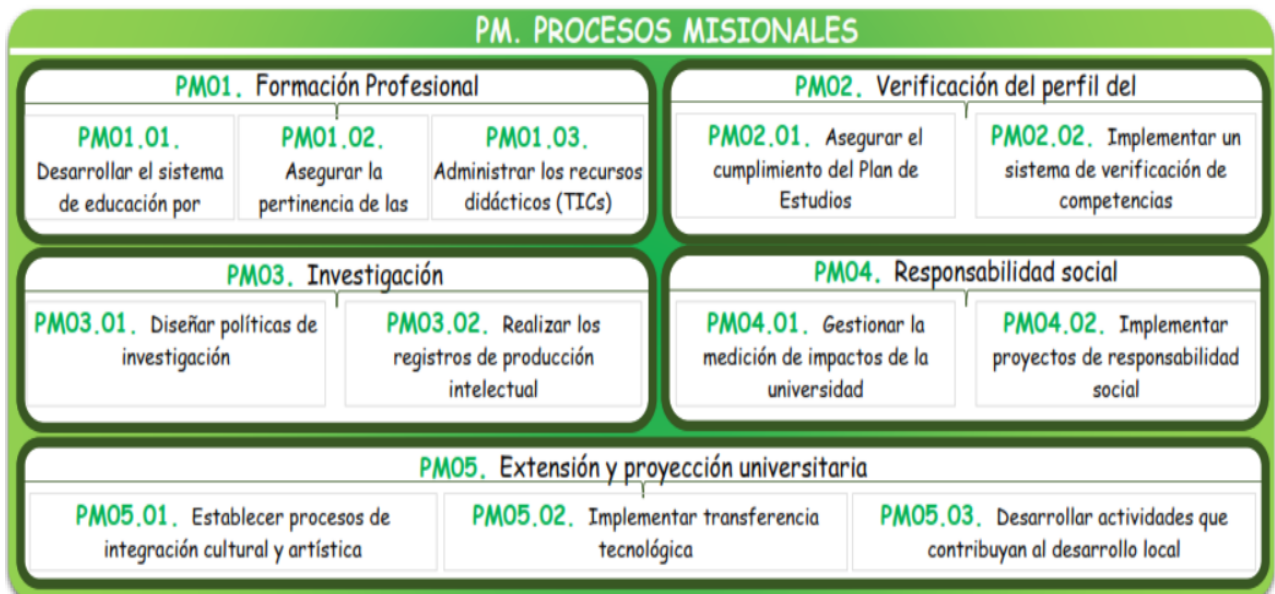 PM. PROCESOS MISIONALES
PM01. Formación Profesional
PM01.01.
Desarrollar el sistema
de educación por
PM01.02.
Asegurar la
pertinencia de las
PM01.03.
Administrar los recursos
didácticos (TICs)
PM02. Verificación del perfil del
PM02.01. Asegurar el
cumplimiento del Plan de
Estudios
PM02.02. Implementar un
sistema de verificación de
competencias
PM03. Investigación
PM03.01. Diseñar políticas de
investigación
PM03.02. Realizar los
registros de producción
intelectual
PM04. Responsabilidad social
PM04.01. Gestionar la
medición de impactos de la
universidad
PM04.02. Implementar
proyectos de responsabilidad
social
PM05. Extensión y proyección universitaria
PM05.01. Establecer procesos de
integración cultural y artística
PM05.02. Implementar transferencia
tecnológica
PM05.03. Desarrollar actividades que
contribuyan al desarrollo local